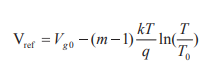 V_ref = V_g0 − (m−1) kT/q ln(T/T_0)